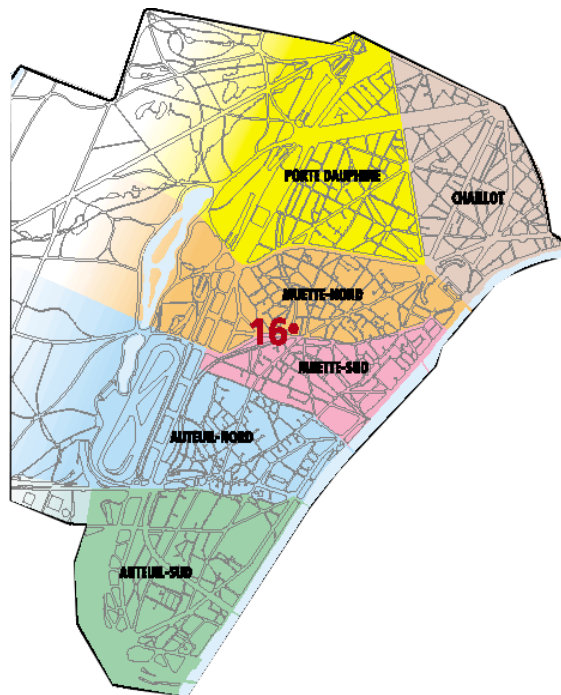 PORTE DAUPHINE
CHAILLOT
MUETTE-NORD
16e
MUETTE-SUD
AUTEUIL-NORD
AUTEUIL-SUD